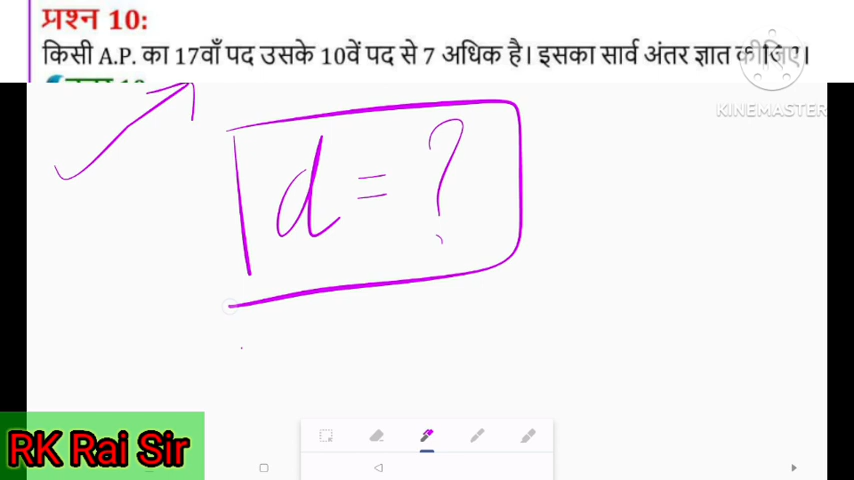 प्रश्न 10:
किसी A.P. का 17वाँ पद उसके 10वें पद से 7 अधिक है। इसका सार्व अंतर ज्ञात कीजिए।
KINEMASTER
d = ?
RK Rai Sir